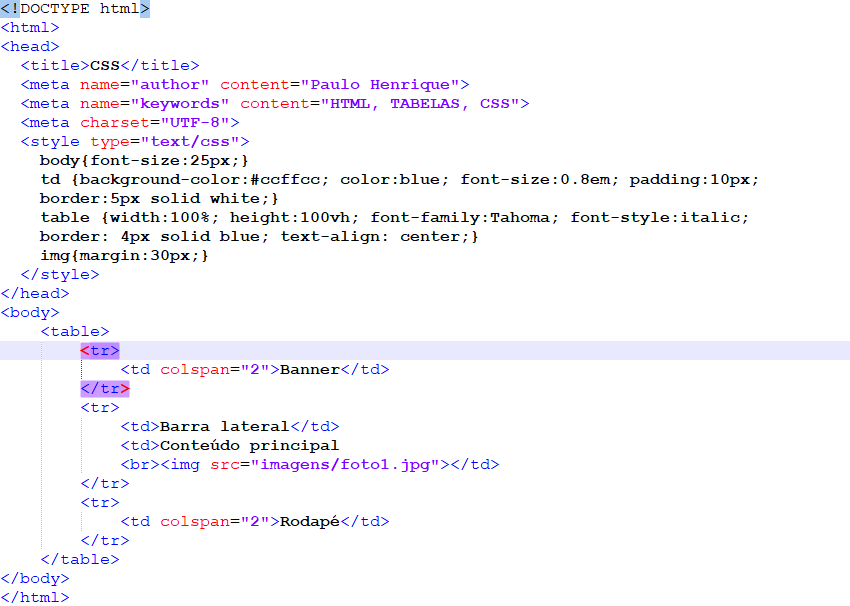 <!DOCTYPE html>
<html>
<head>
  <title>CSS</title>
  <meta name="author" content="Paulo Henrique">
  <meta name="keywords" content="HTML, TABELAS, CSS">
  <meta charset="UTF-8">
  <style type="text/css">
    body{font-size:25px;}
    td {background-color:#ccffcc; color:blue; font-size:0.8em; padding:10px;
    border:5px solid white;}
    table {width:100%; height:100vh; font-family:Tahoma; font-style:italic;
    border: 4px solid blue; text-align: center;}
    img{margin:30px;}
  </style>
</head>
<body>
    <table>
        <tr>
            <td colspan="2">Banner</td>
        </tr>
        <tr>
            <td>Barra lateral</td>
            <td>Conteúdo principal
            <br><img src="imagens/foto1.jpg"></td>
        </tr>
        <tr>
            <td colspan="2">Rodapé</td>
        </tr>
    </table>
</body>
</html>